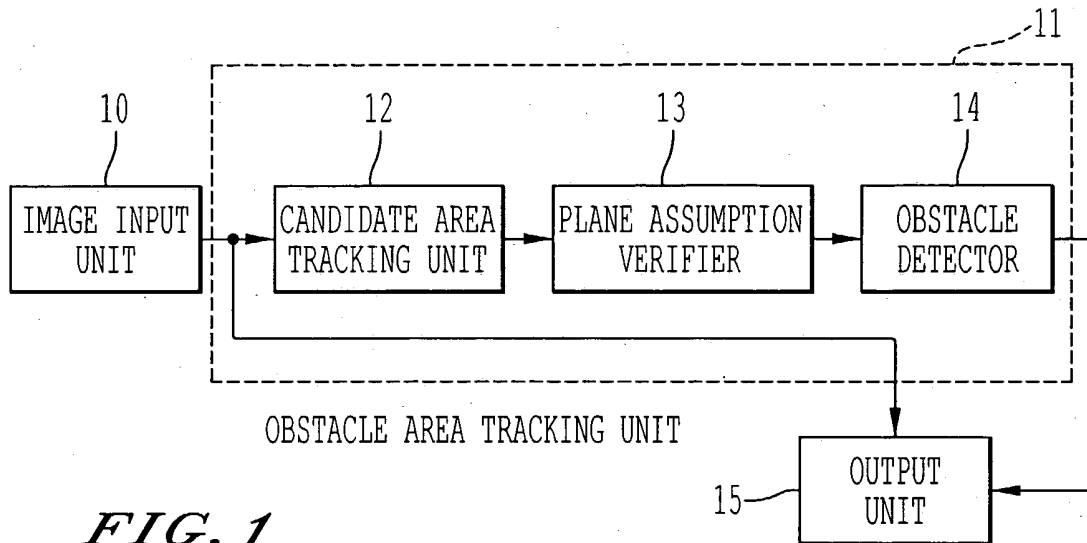 11
10
12
13
14
IMAGE INPUT
UNIT
CANDIDATE AREA
TRACKING UNIT
PLANE ASSUMPTION
VERIFIER
OBSTACLE
DETECTOR
OBSTACLE AREA TRACKING UNIT
15
OUTPUT
UNIT
FIG. 1